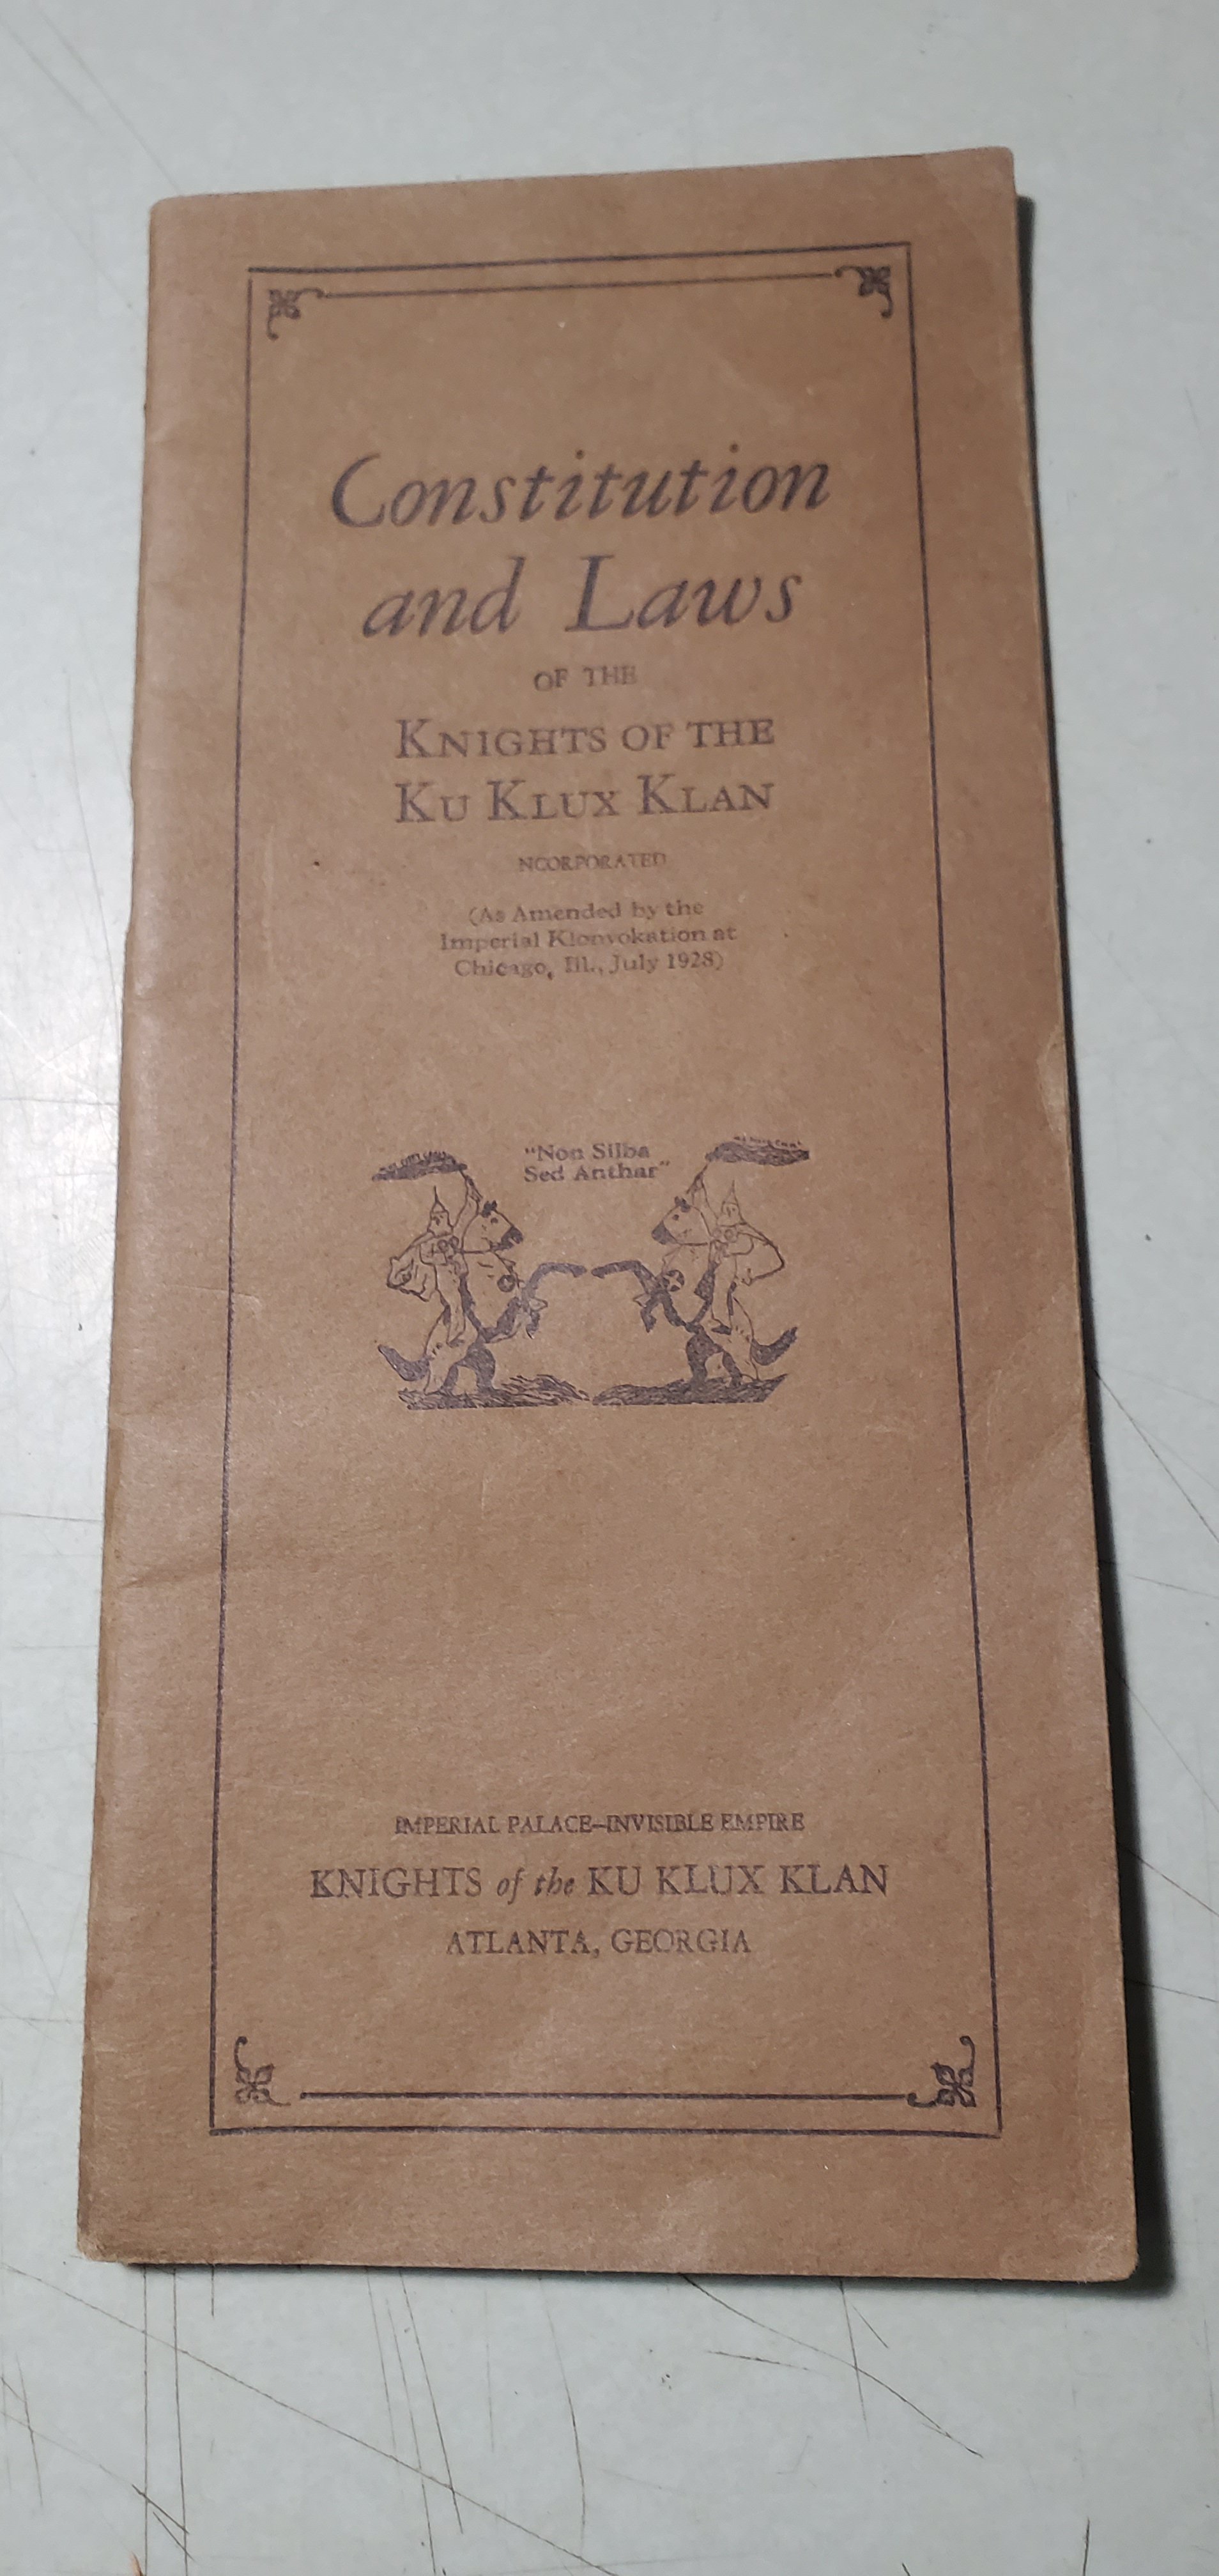 Constitution
and Laws
OF THE
KNIGHTS OF THE
KU KLUX KLAN
NCORPORATED
(As Amended by the
Imperial Klonvokation at
Chicago, Ill., July 1928)
"Non Silba
Sed Anthar"
IMPERIAL PALACE—INVISIBLE EMPIRE
KNIGHTS of the KU KLUX KLAN
ATLANTA, GEORGIA